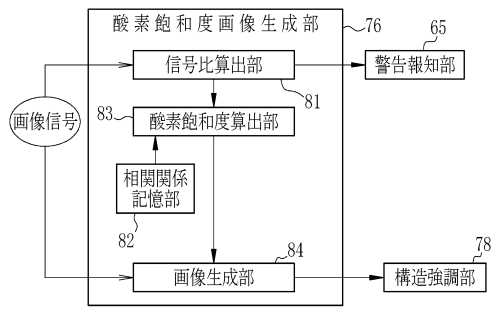 酸素飽和度画像生成部
76
65
信号比算出部
警告報知部
81
83
画像信号
酸素飽和度算出部
相関関係
記憶部
82
84
78
画像生成部
構造強調部